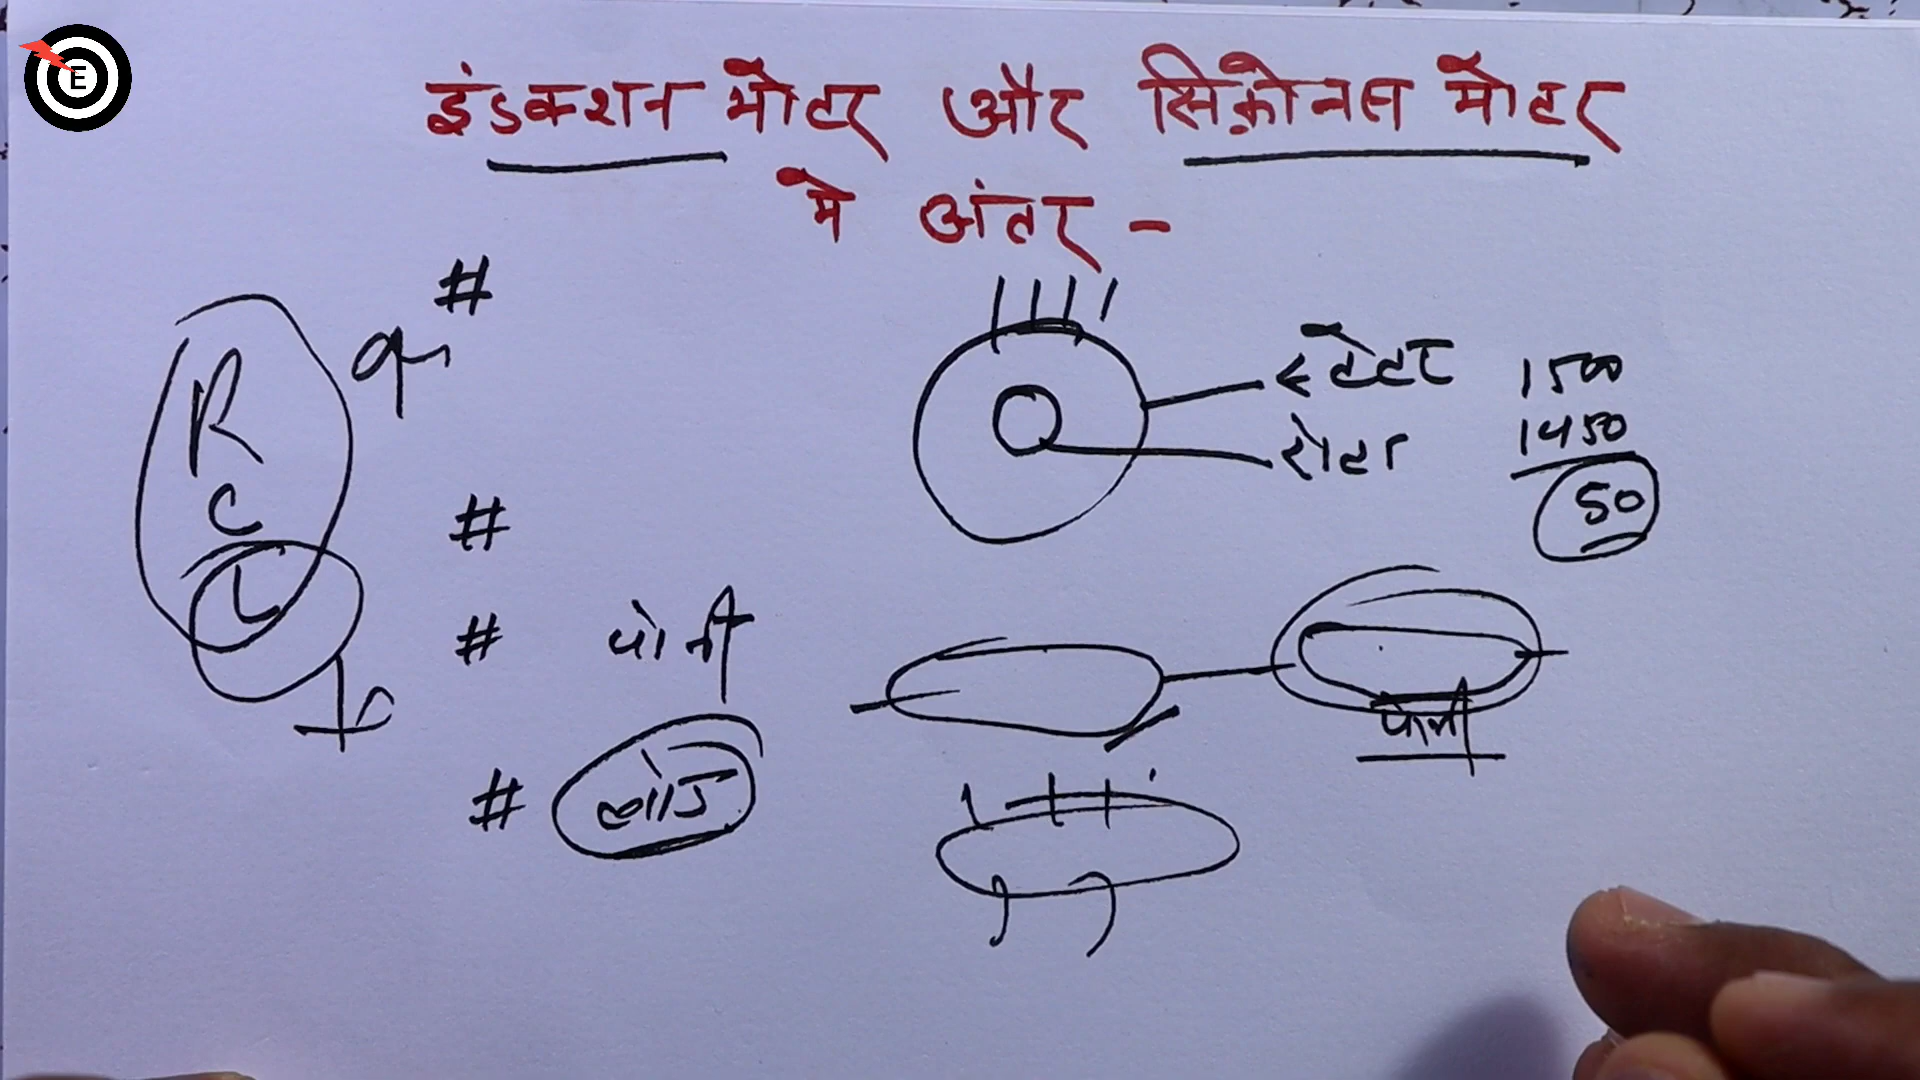 E
इंडक्शन मोटर और सिंक्रोनस मोटर
मे अंतर -
#
R
C
L
स्टेटर
रोटर
1500
1450
50
#
# पानी
पानी
# लोड